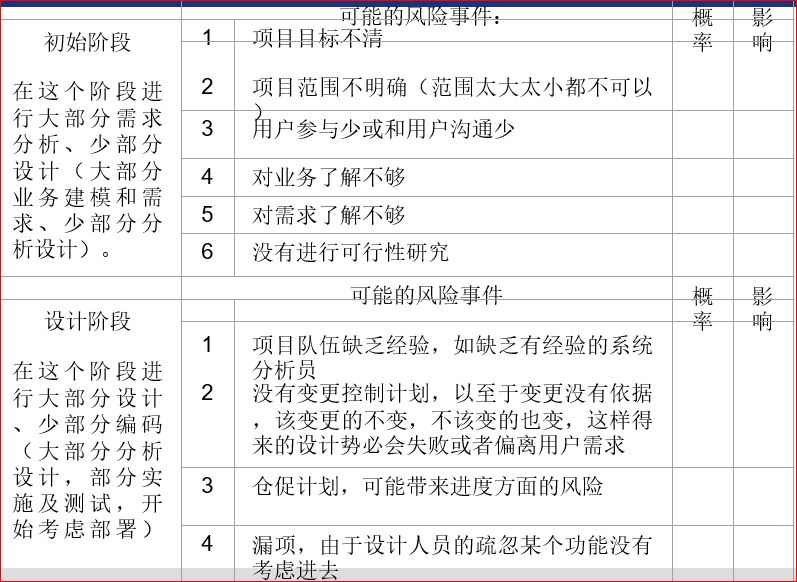 可能的风险事件：
概率
影响
初始阶段
在这个阶段进
行大部分需求
分析、少部分
设计（大部分
业务建模和需
求、少部分分
析设计）。
1 项目目标不清
2 项目范围不明确（范围太大太小都不可以
）
3 用户参与少或和用户沟通少
4 对业务了解不够
5 对需求了解不够
6 没有进行可行性研究
可能的风险事件
概率
影响
设计阶段
在这个阶段进
行大部分设计
、少部分编码
（大部分分析
设计，部分实
施及测试，开
始考虑部署）
1 项目队伍缺乏经验，如缺乏有经验的系统
分析员
2 没有变更控制计划，以至于变更没有依据
，该变更的不变，不该变的也变，这样得
来的设计势必会失败或者偏离用户需求
3 仓促计划，可能带来进度方面的风险
4 漏项，由于设计人员的疏忽某个功能没有
考虑进去